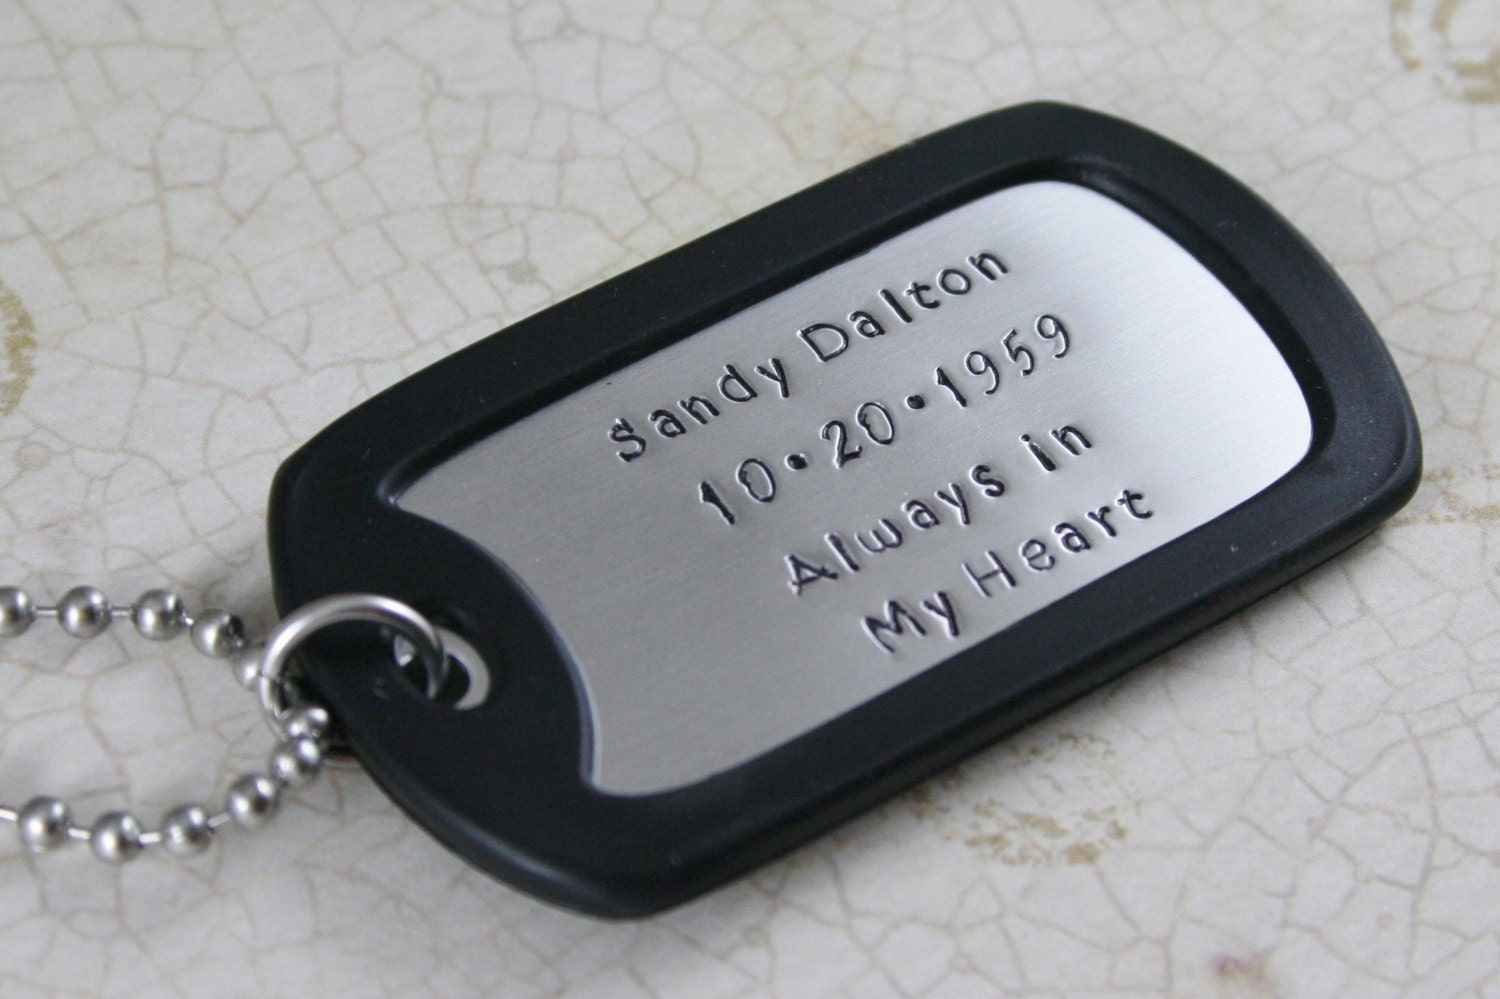 Sandy Dalton
10•20•1959
Always in
My Heart